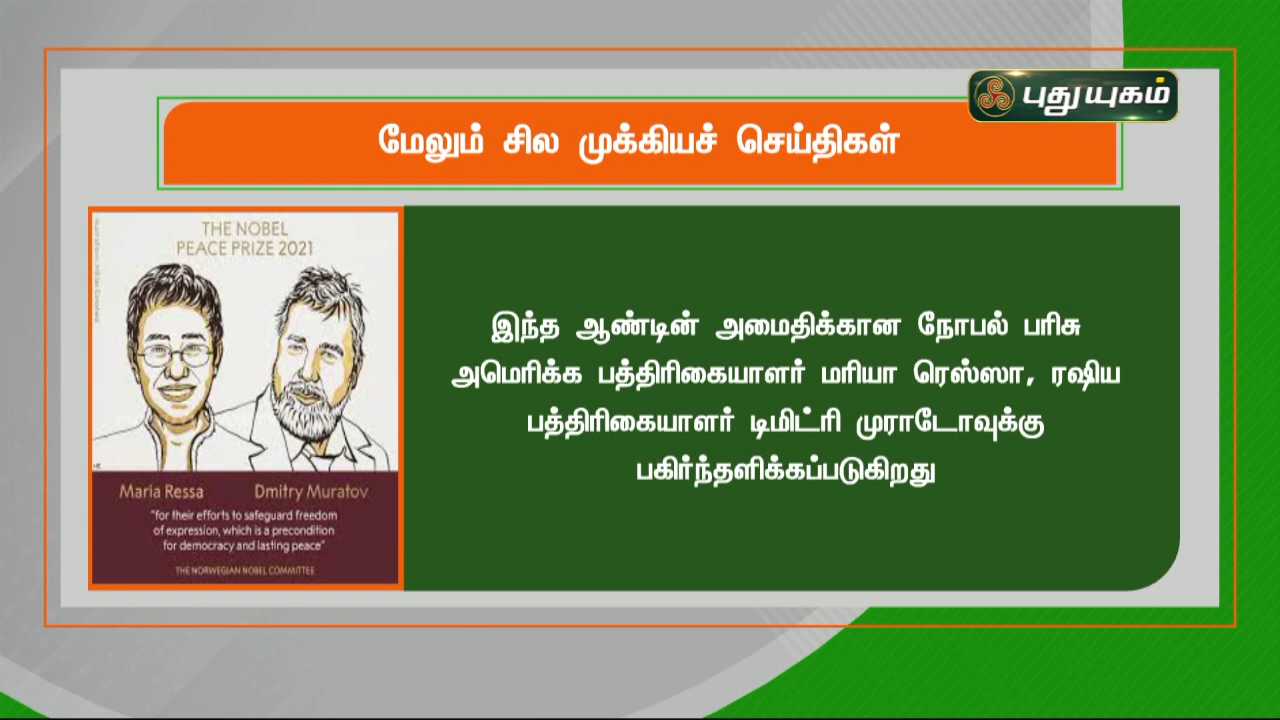 புதுயுகம்
மேலும் சில முக்கியச் செய்திகள்
THE NOBEL
PEACE PRIZE 2021
Maria Ressa Dmitry Muratov
"for their efforts to safeguard freedom
of expression, which is a precondition
for democracy and lasting peace"
THE NORWEGIAN NOBEL COMMITTEE
இந்த ஆண்டின் அமைதிக்கான நோபல் பரிசு
அமெரிக்க பத்திரிகையாளர் மரியா ரெஸ்ஸா, ரஷிய
பத்திரிகையாளர் டிமிட்ரி முராடோவுக்கு
பகிர்ந்தளிக்கப்படுகிறது